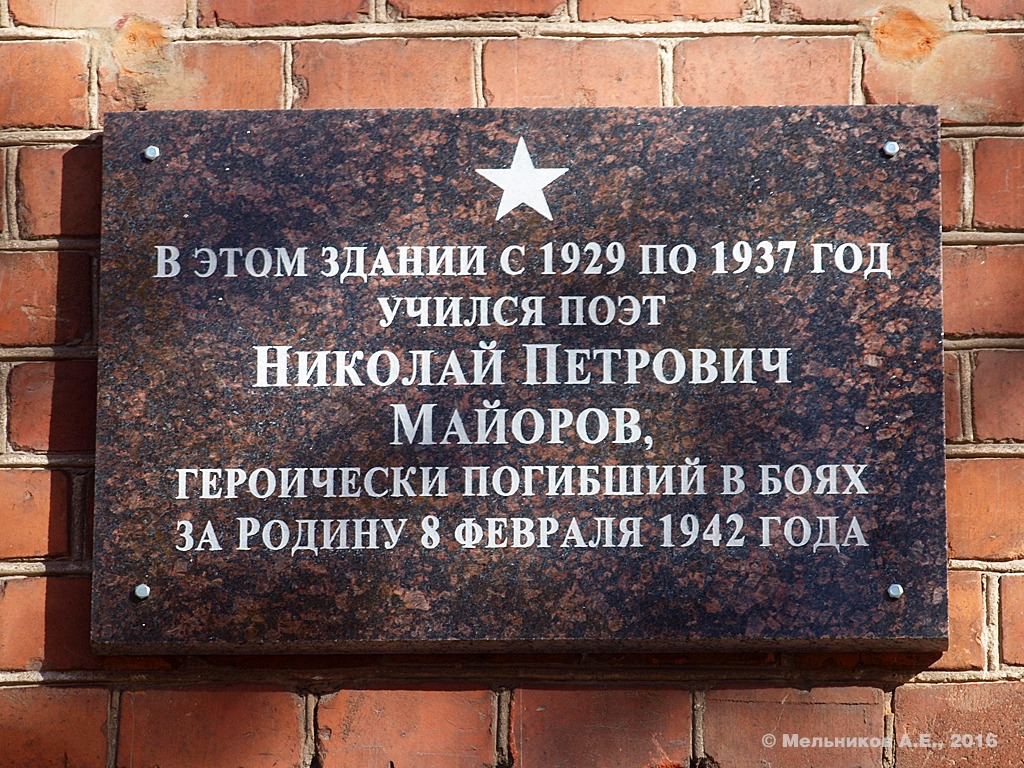 В ЭТОМ ЗДАНИИ С 1929 ПО 1937 ГОД
УЧИЛСЯ ПОЭТ
НИКОЛАЙ ПЕТРОВИЧ
МАЙОРОВ,
ГЕРОИЧЕСКИ ПОГИБШИЙ В БОЯХ
ЗА РОДИНУ 8 ФЕВРАЛЯ 1942 ГОДА
© Мельников А.Е., 2016